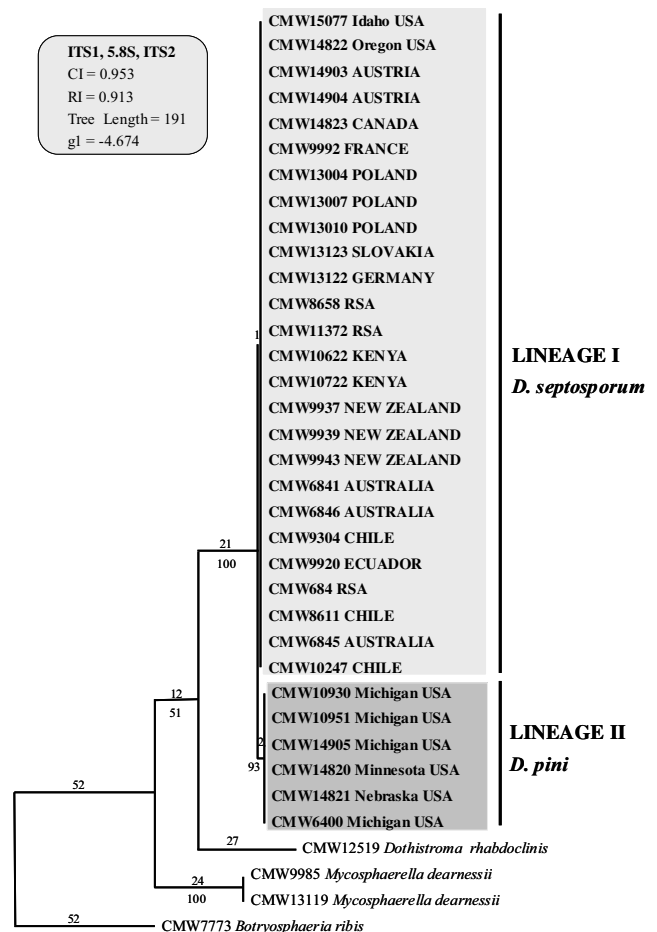 ITS1, 5.8S, ITS2
CI = 0.953
RI = 0.913
Tree Length = 191
g1 = -4.674
CMW15077 Idaho USA
CMW14822 Oregon USA
CMW14903 AUSTRIA
CMW14904 AUSTRIA
CMW14823 CANADA
CMW9992 FRANCE
CMW13004 POLAND
CMW13007 POLAND
CMW13010 POLAND
CMW13123 SLOVAKIA
CMW13122 GERMANY
CMW8658 RSA
CMW11372 RSA
1
CMW10622 KENYA
CMW10722 KENYA
CMW9937 NEW ZEALAND
CMW9939 NEW ZEALAND
CMW9943 NEW ZEALAND
CMW6841 AUSTRALIA
CMW6846 AUSTRALIA
CMW9304 CHILE
CMW9920 ECUADOR
CMW684 RSA
CMW8611 CHILE
CMW6845 AUSTRALIA
CMW10247 CHILE
LINEAGE I
D. septosporum
21
100
CMW10930 Michigan USA
CMW10951 Michigan USA
CMW14905 Michigan USA
CMW14820 Minnesota USA
CMW14821 Nebraska USA
CMW6400 Michigan USA
LINEAGE II
D. pini
2
93
12
51
52
27
CMW12519 Dothistroma rhabdoclinis
CMW9985 Mycosphaerella dearnessii
24
100
CMW13119 Mycosphaerella dearnessii
52
CMW7773 Botryosphaeria ribis